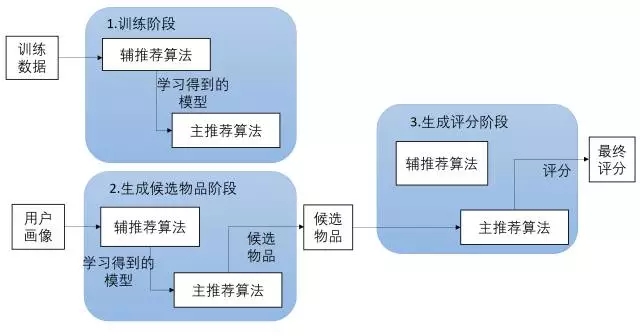 1.训练阶段
训练
数据
辅推荐算法
学习得到的
模型
主推荐算法
2.生成候选物品阶段
用户
画像
辅推荐算法
学习得到的
模型
候选
物品
主推荐算法
候选
物品
3.生成评分阶段
辅推荐算法
评分
主推荐算法
最终
评分